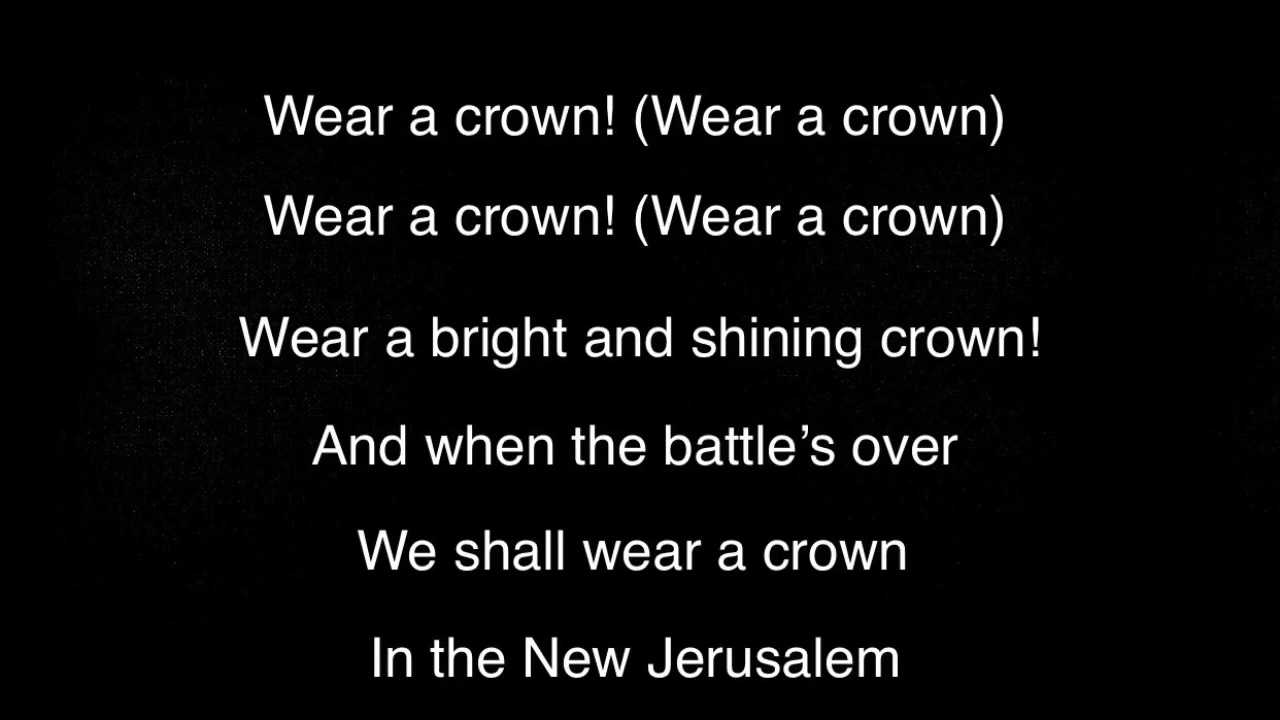 Wear a crown! (Wear a crown)
Wear a crown! (Wear a crown)
Wear a bright and shining crown!
And when the battle’s over
We shall wear a crown
In the New Jerusalem